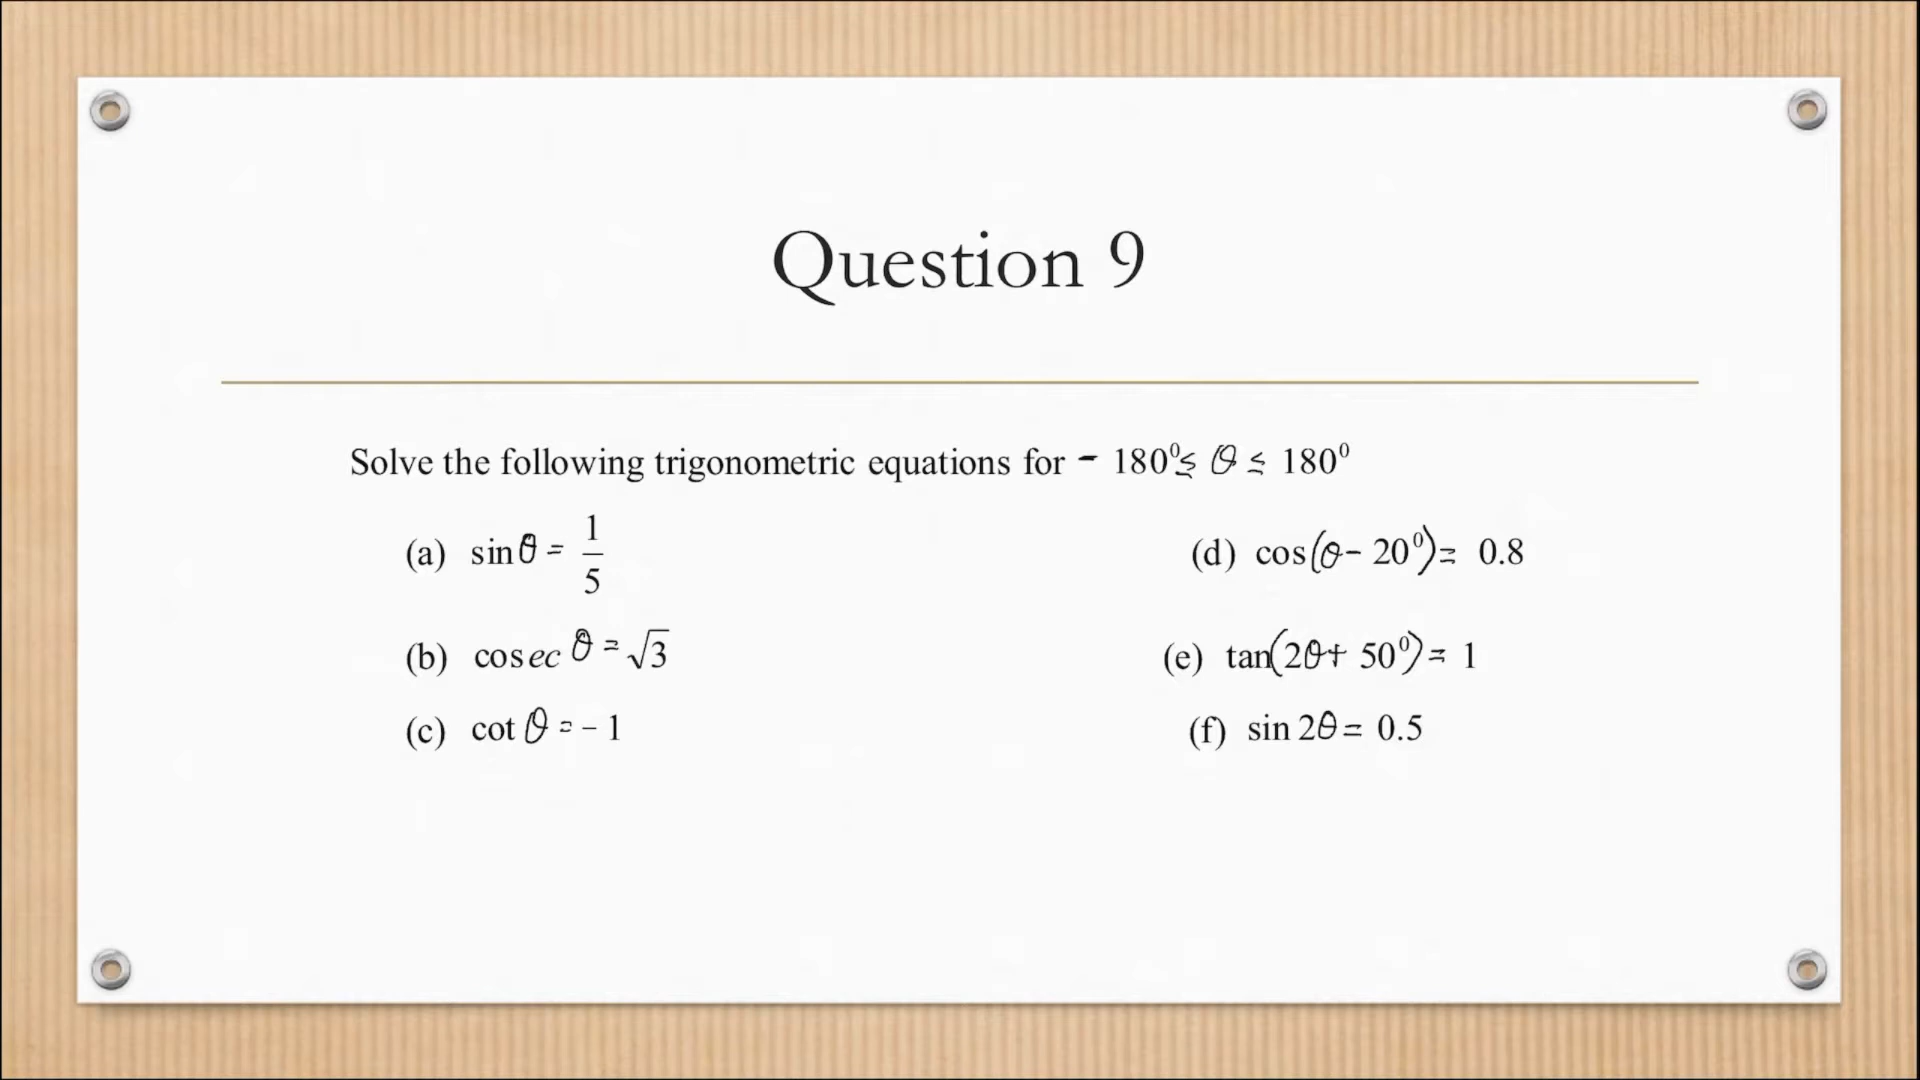 Question 9
Solve the following trigonometric equations for - 180⁰ ≤ θ ≤ 180⁰
(a) sinθ = 1/5
(d) cos(θ - 20⁰) = 0.8
(b) cosec θ = √3
(e) tan(2θ + 50⁰) = 1
(c) cot θ = - 1
(f) sin 2θ = 0.5